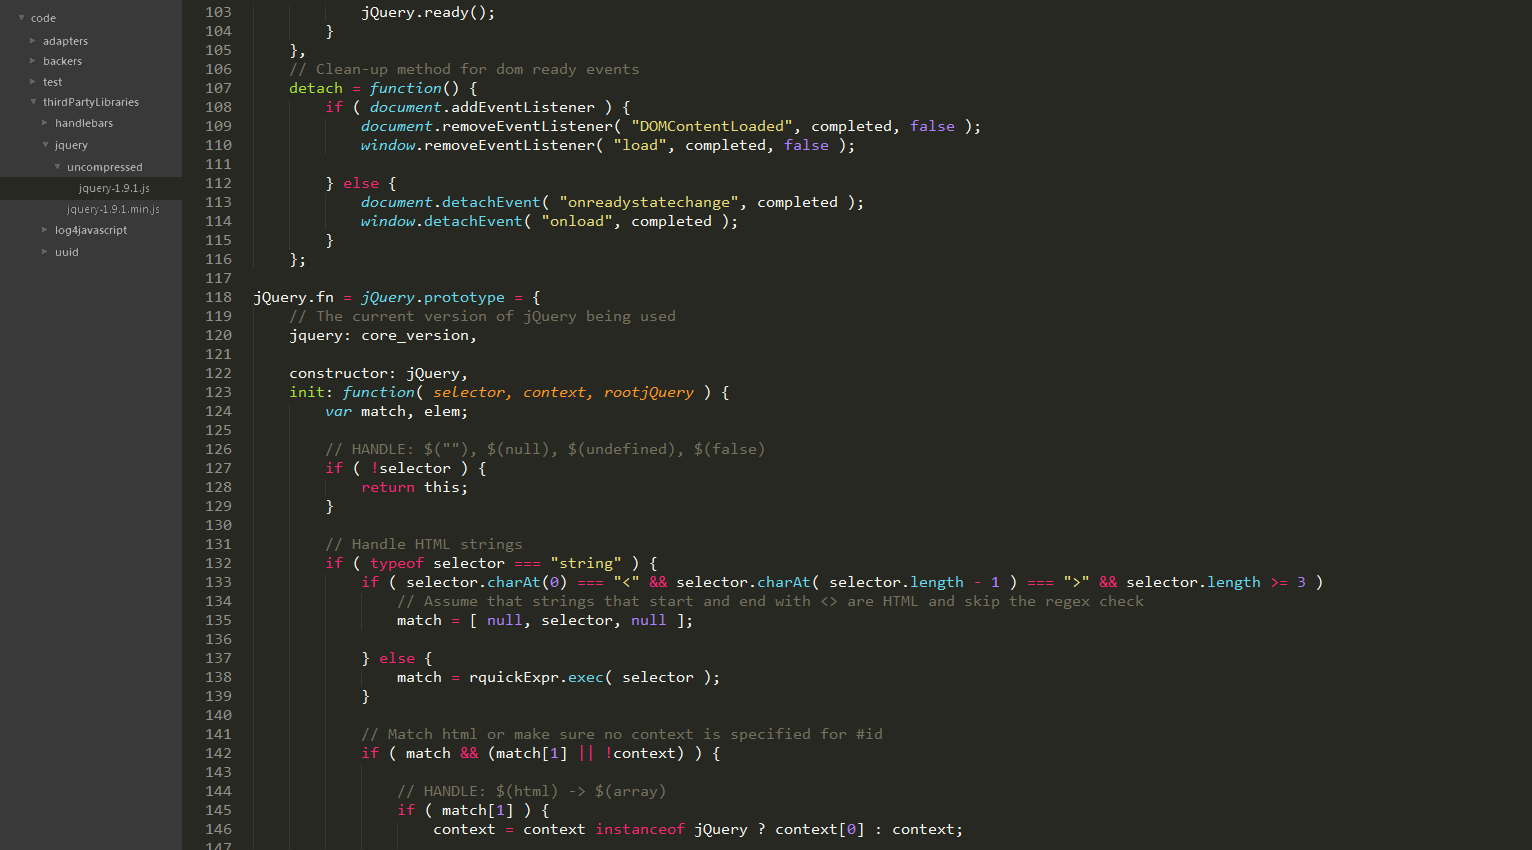 code
adapters
backers
test
thirdPartyLibraries
handlebars
jquery
uncompressed
jquery-1.9.1.js
jquery-1.9.1.min.js
log4javascript
uuid
103 jQuery.ready();
104 }
105 },
106 // Clean-up method for dom ready events
107 detach = function() {
108 if ( document.addEventListener ) {
109 document.removeEventListener( "DOMContentLoaded", completed, false );
110 window.removeEventListener( "load", completed, false );
111
112 } else {
113 document.detachEvent( "onreadystatechange", completed );
114 window.detachEvent( "onload", completed );
115 }
116 };
117
118 jQuery.fn = jQuery.prototype = {
119 // The current version of jQuery being used
120 jquery: core_version,
121
122 constructor: jQuery,
123 init: function( selector, context, rootjQuery ) {
124 var match, elem;
125
126 // HANDLE: $(""), $(null), $(undefined), $(false)
127 if ( !selector ) {
128 return this;
129 }
130
131 // Handle HTML strings
132 if ( typeof selector === "string" ) {
133 if ( selector.charAt(0) === "<" && selector.charAt( selector.length - 1 ) === ">" && selector.length >= 3 )
134 // Assume that strings that start and end with <> are HTML and skip the regex check
135 match = [ null, selector, null ];
136
137 } else {
138 match = rquickExpr.exec( selector );
139 }
140
141 // Match html or make sure no context is specified for #id
142 if ( match && (match[1] || !context) ) {
143
144 // HANDLE: $(html) -> $(array)
145 if ( match[1] ) {
146 context = context instanceof jQuery ? context[0] : context;
147